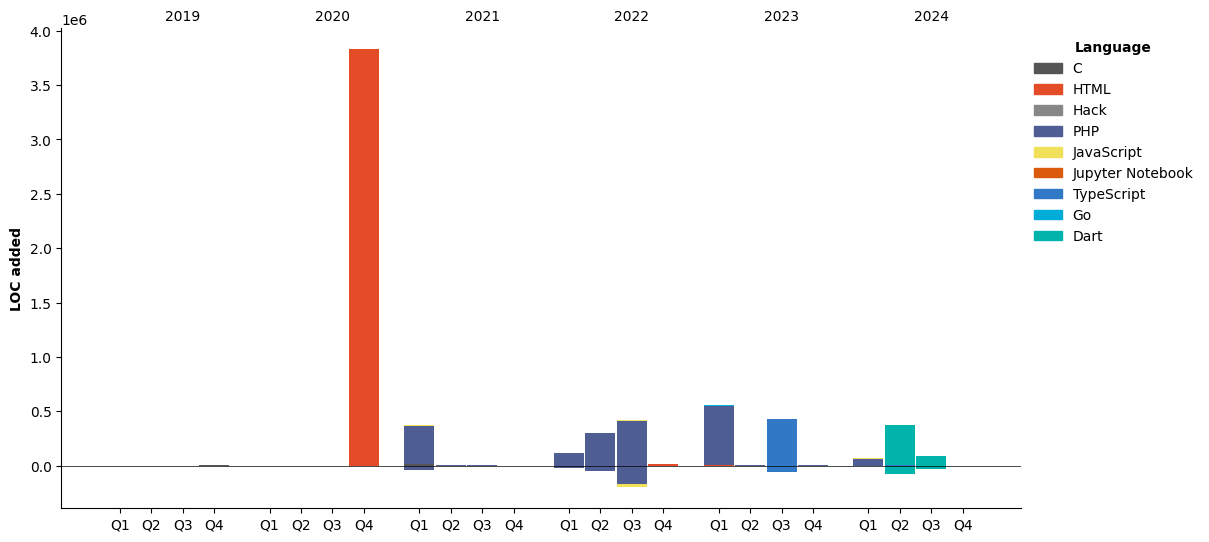 1e6
2019 2020 2021 2022 2023 2024
4.0
3.5
3.0
2.5
2.0
1.5
1.0
0.5
0.0
LOC added
Q1 Q2 Q3 Q4 Q1 Q2 Q3 Q4 Q1 Q2 Q3 Q4 Q1 Q2 Q3 Q4 Q1 Q2 Q3 Q4 Q1 Q2 Q3 Q4
Language
C
HTML
Hack
PHP
JavaScript
Jupyter Notebook
TypeScript
Go
Dart